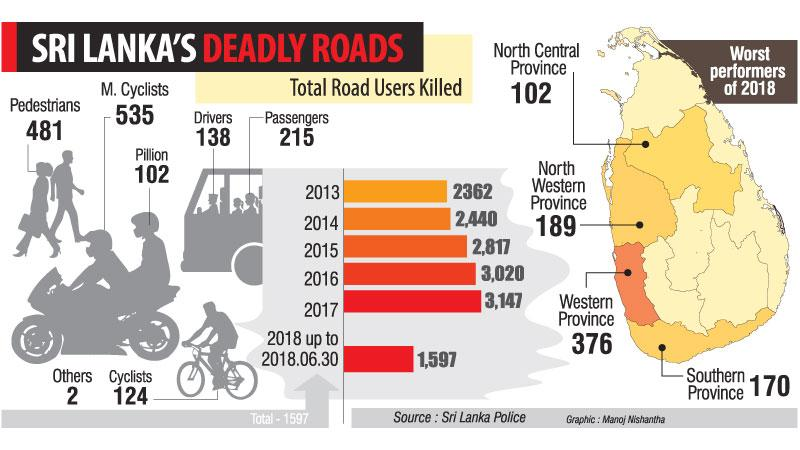 SRI LANKA'S DEADLY ROADS
Total Road Users Killed
Pedestrians
481
M. Cyclists
535
Pillion
102
Drivers
138
Passengers
215
Others
2
Cyclists
124
Total - 1597
2013 2362
2014 2,440
2015 2,817
2016 3,020
2017 3,147
2018 up to
2018.06.30 1,597
Source : Sri Lanka Police
Graphic : Manoj Nishantha
Worst
performers
of 2018
North Central
Province
102
North
Western
Province
189
Western
Province
376
Southern
Province 170